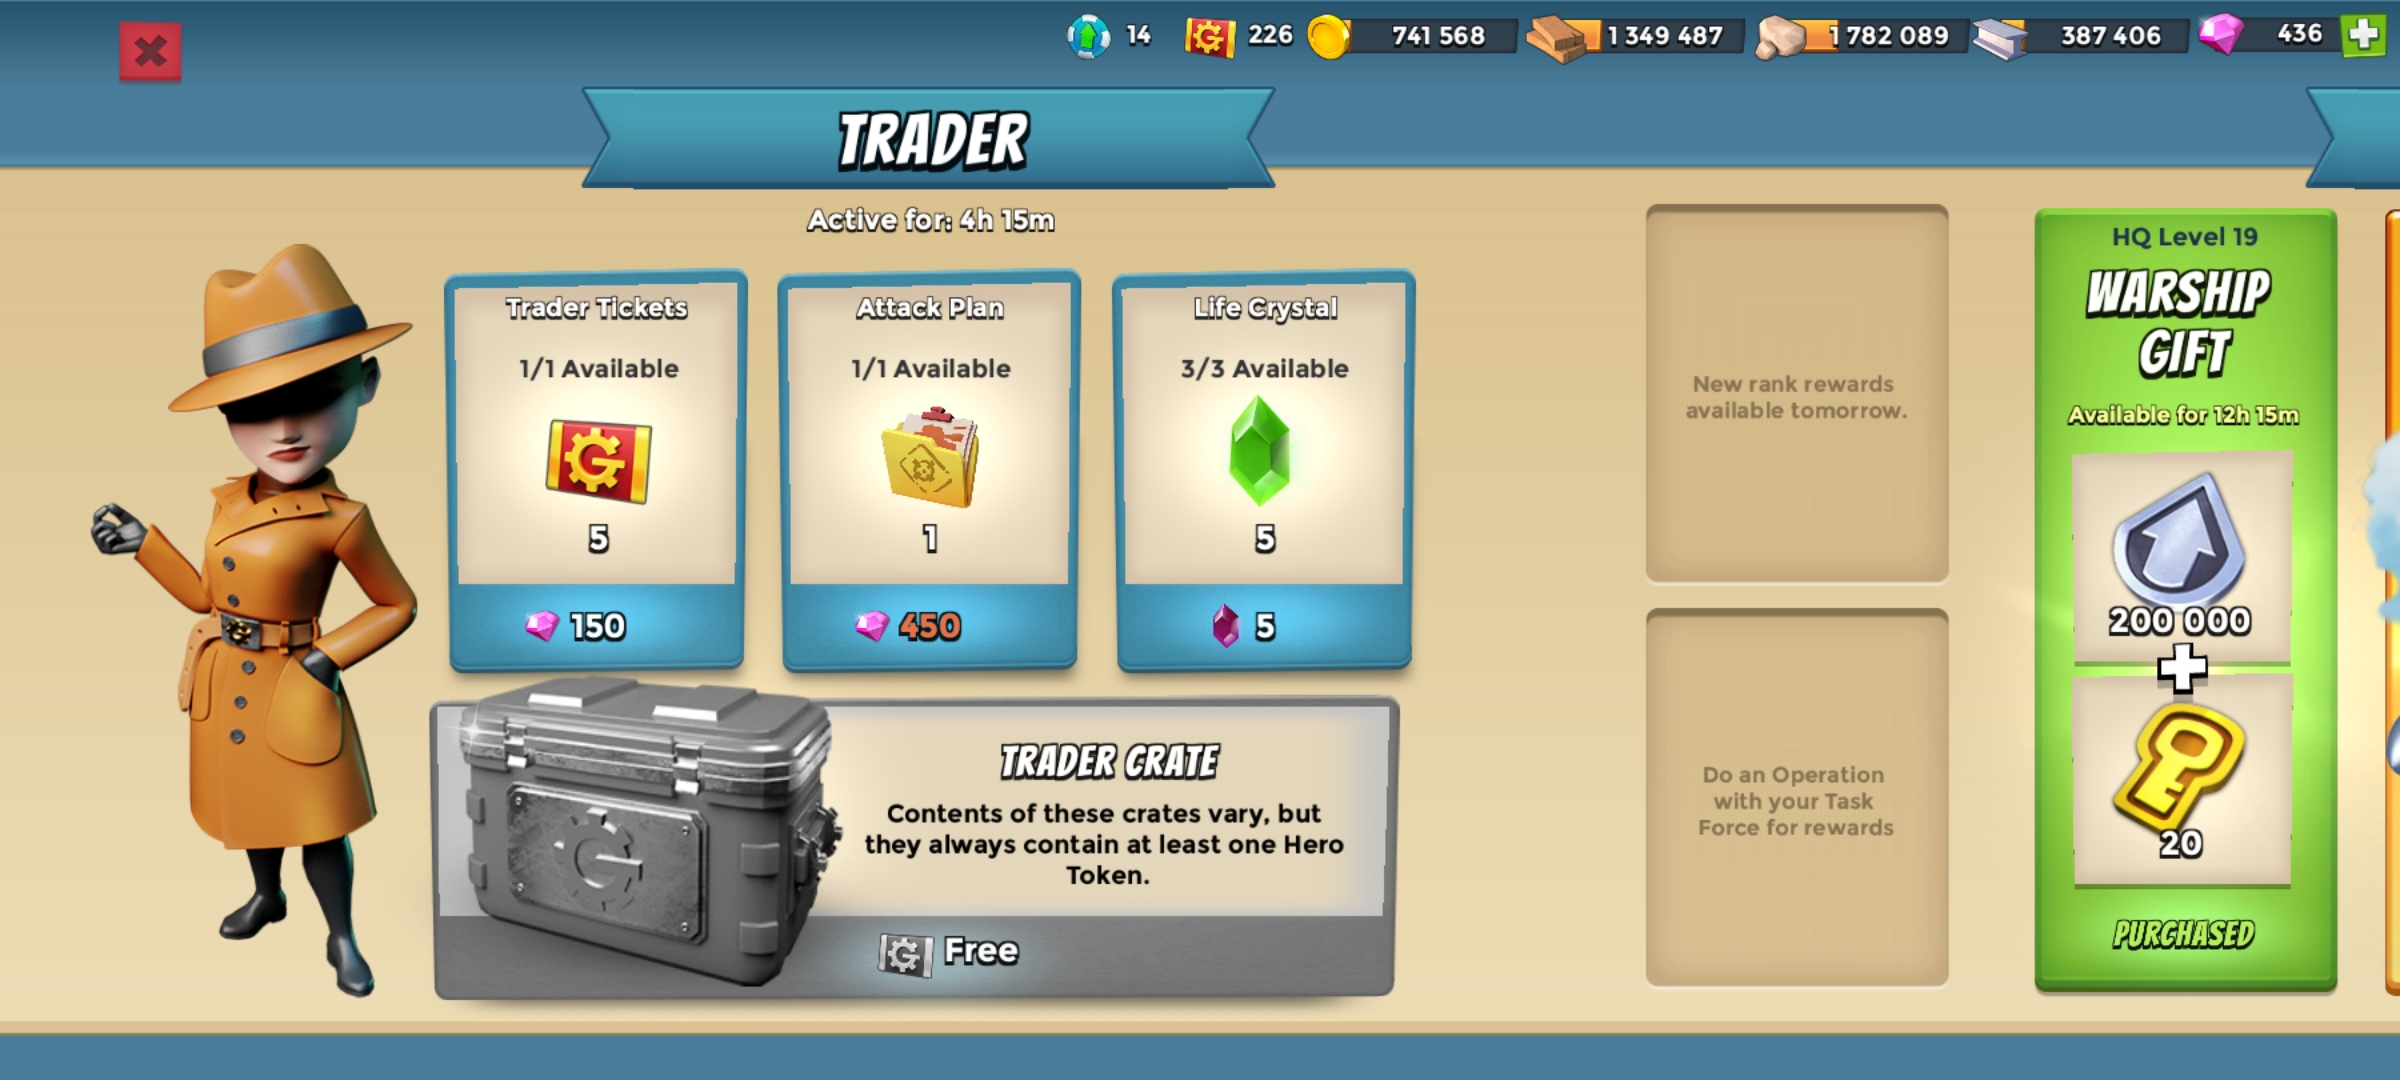 14
226
741 568
1 349 487
1 782 089
387 406
436
TRADER
Active for: 4h 15m
Trader Tickets
1/1 Available
5
150
Attack Plan
1/1 Available
1
450
Life Crystal
3/3 Available
5
5
TRADER CRATE
Contents of these crates vary, but
they always contain at least one Hero
Token.
Free
New rank rewards
available tomorrow.
Do an Operation
with your Task
Force for rewards
HQ Level 19
WARSHIP
GIFT
Available for 12h 15m
200 000
20
PURCHASED